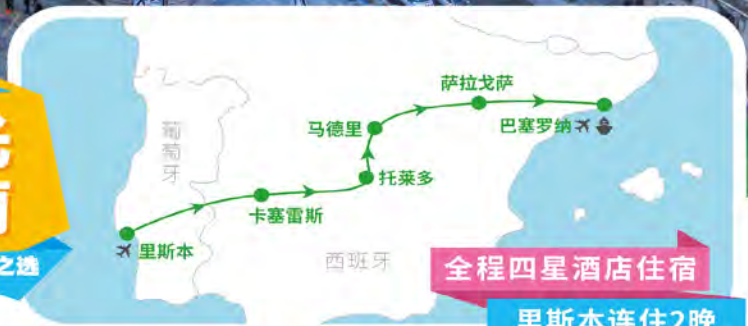 萨拉戈萨
马德里
巴塞罗纳
葡萄牙
托莱多
卡塞雷斯
里斯本
西班牙
之选
全程四星酒店住宿
里斯本连住2晚